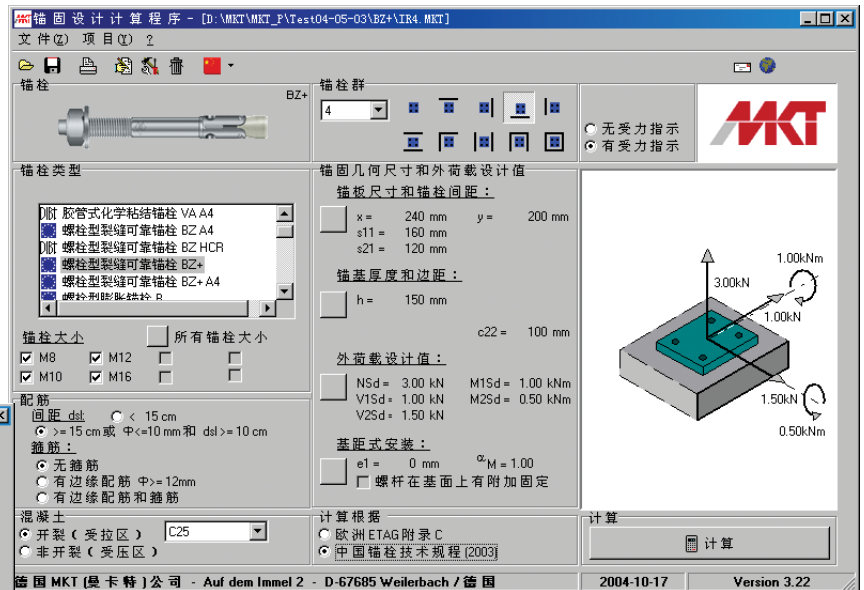 锚固设计计算程序 - [D:\MKT\MKT_P\Test04-05-03\BZ+\IR4.MKT]
文件(Z) 项目(Y) ?
锚栓
BZ+
锚栓群
4
无受力指示
有受力指示
MKT
锚栓类型
胶管式化学粘结锚栓 VA A4
螺栓型裂缝可靠锚栓 BZ A4
螺栓型裂缝可靠锚栓 BZ HCR
螺栓型裂缝可靠锚栓 BZ+
螺栓型裂缝可靠锚栓 BZ+ A4
螺栓型膨胀锚栓 B
锚栓大小 所有锚栓大小
M8 M12
M10 M16
配筋
间距 dsl: < 15 cm
>= 15 cm或 Φ<=10 mm和 dsl>= 10 cm
箍筋：
无箍筋
有边缘配筋 Φ>= 12mm
有边缘配筋和箍筋
混凝土
开裂(受拉区) C25
非开裂(受压区)
锚固几何尺寸和外荷载设计值
锚板尺寸和锚栓间距：
x = 240 mm y = 200 mm
s11 = 160 mm
s21 = 120 mm
锚基厚度和边距：
h = 150 mm
c22 = 100 mm
外荷载设计值：
NSd = 3.00 kN M1Sd = 1.00 kNm
V1Sd = 1.00 kN M2Sd = 0.50 kNm
V2Sd = 1.50 kN
基距式安装：
e1 = 0 mm αM = 1.00
螺杆在基面上有附加固定
计算根据
欧洲ETAG附录C
中国锚栓技术规程(2003)
1.00kNm
3.00kN
1.00kN
1.50kN
0.50kNm
计算
计算
德国MKT(曼卡特)公司 - Auf dem Immel 2 - D-67685 Weilerbach / 德国
2004-10-17
Version 3.22